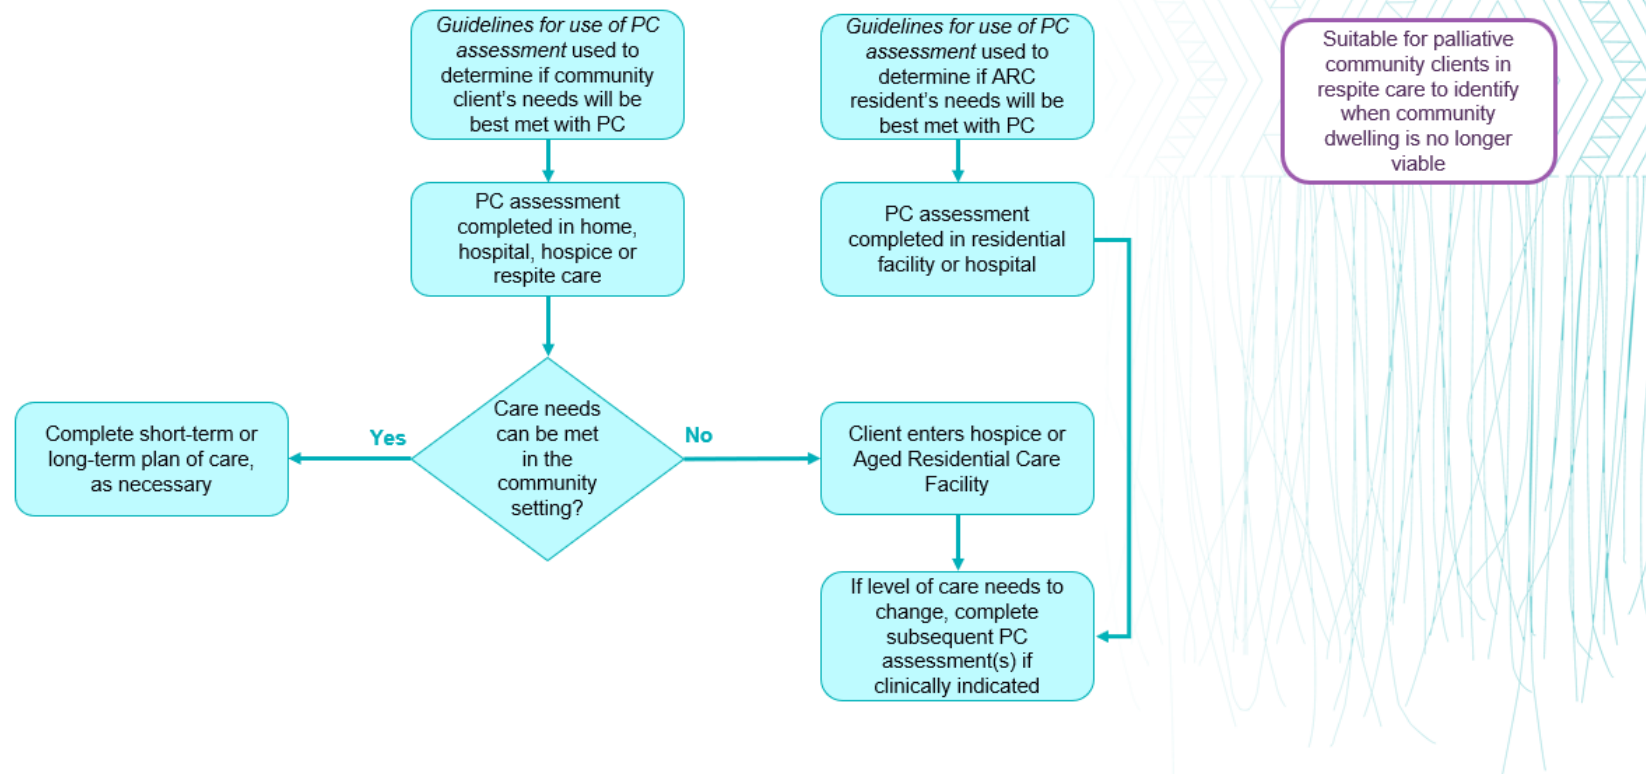 Guidelines for use of PC
assessment used to
determine if community
client’s needs will be
best met with PC
Guidelines for use of PC
assessment used to
determine if ARC
resident’s needs will be
best met with PC
Suitable for palliative
community clients in
respite care to identify
when community
dwelling is no longer
viable
PC assessment
completed in home,
hospital, hospice or
respite care
PC assessment
completed in residential
facility or hospital
Complete short-term or
long-term plan of care,
as necessary
Yes
Care needs
can be met
in the
community
setting?
No
Client enters hospice or
Aged Residential Care
Facility
If level of care needs to
change, complete
subsequent PC
assessment(s) if
clinically indicated